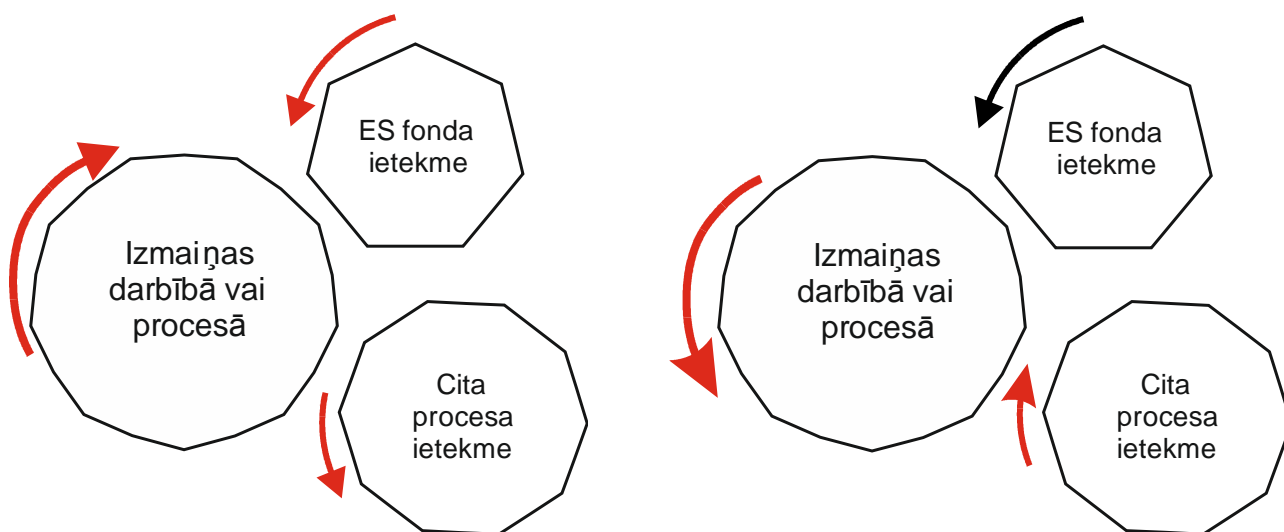 ES fonda
ietekme
Izmaiņas
darbībā vai
procesā
Cita
procesa
ietekme
ES fonda
ietekme
Izmaiņas
darbībā vai
procesā
Cita
procesa
ietekme